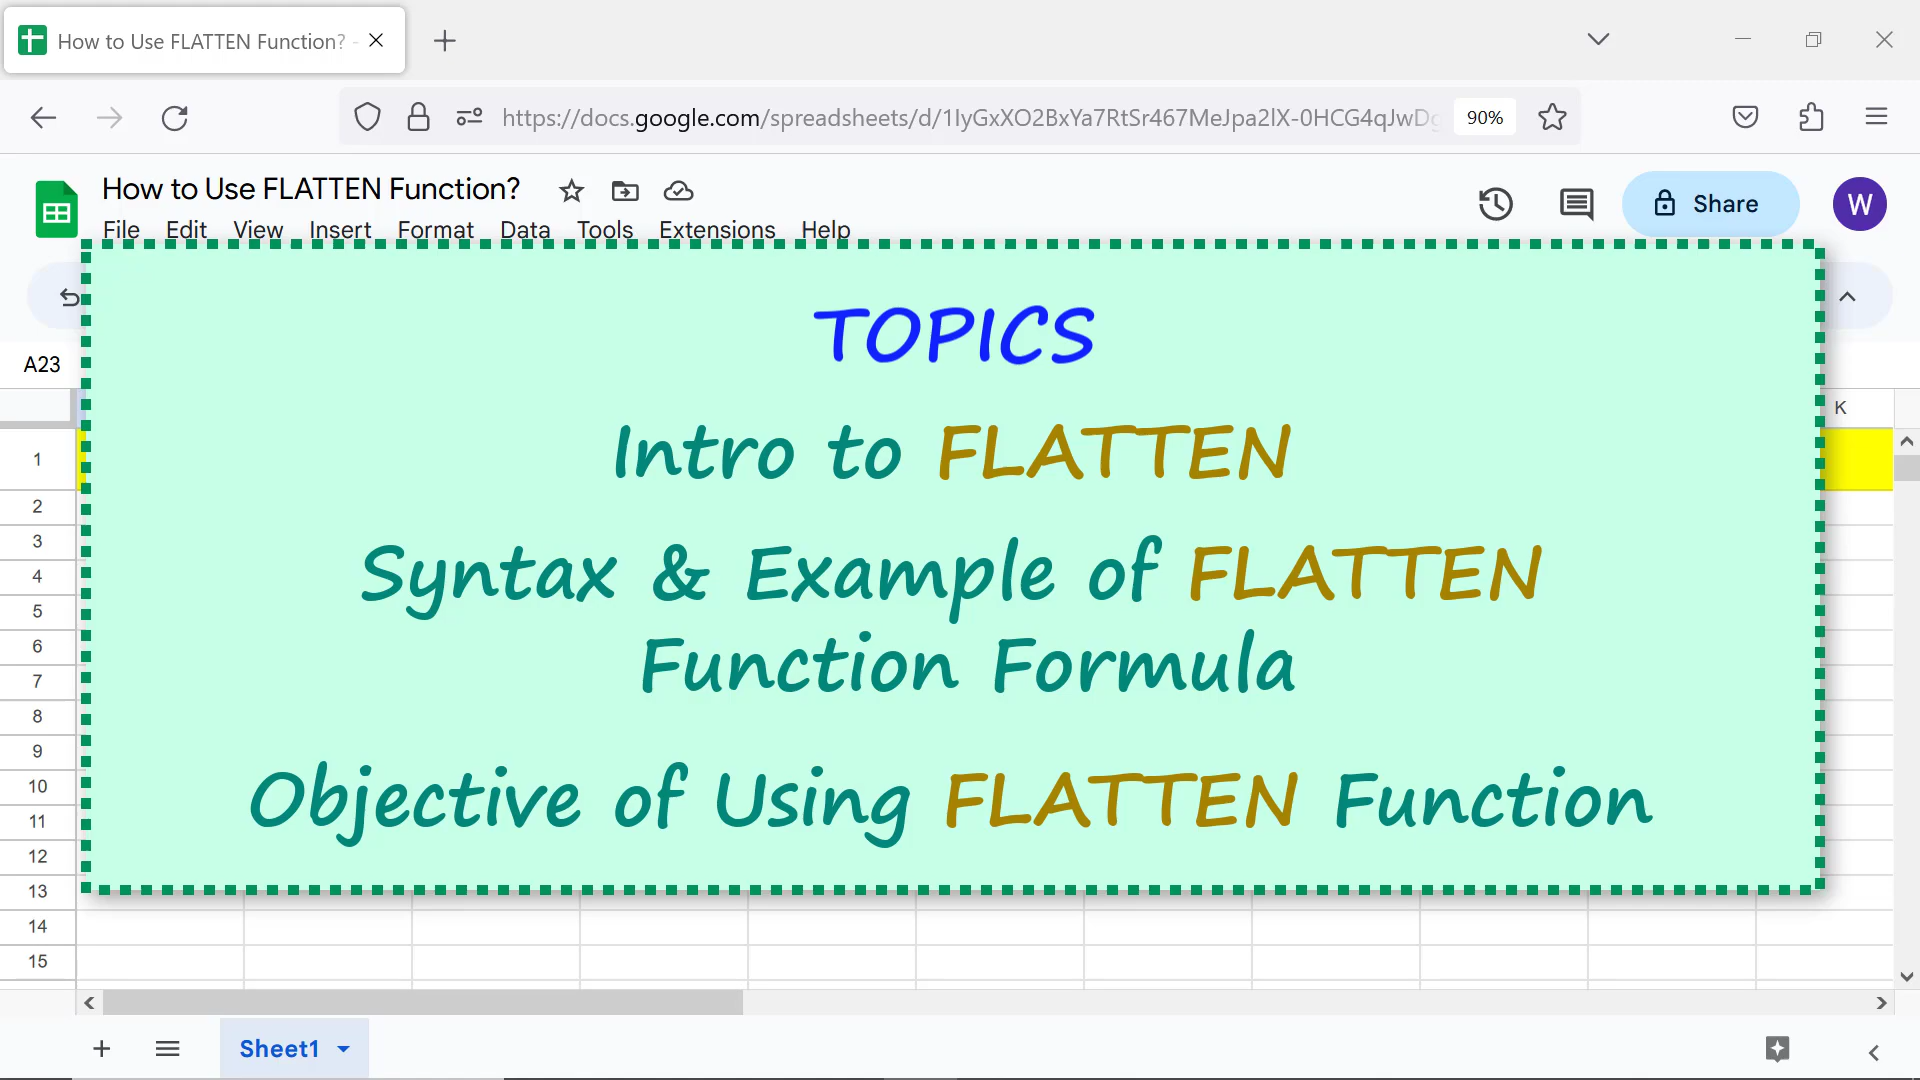 How to Use FLATTEN Function? -
https://docs.google.com/spreadsheets/d/1IyGxXO2BxYa7RtSr467MeJpa2lX-0HCG4qJwDg
90%
How to Use FLATTEN Function?
Share
W
File Edit View Insert Format Data Tools Extensions Help
TOPICS
A23
Intro to FLATTEN
K
1
2
Syntax & Example of FLATTEN
3
4
5
Function Formula
6
7
8
9
Objective of Using FLATTEN Function
10
11
12
13
14
15
Sheet1